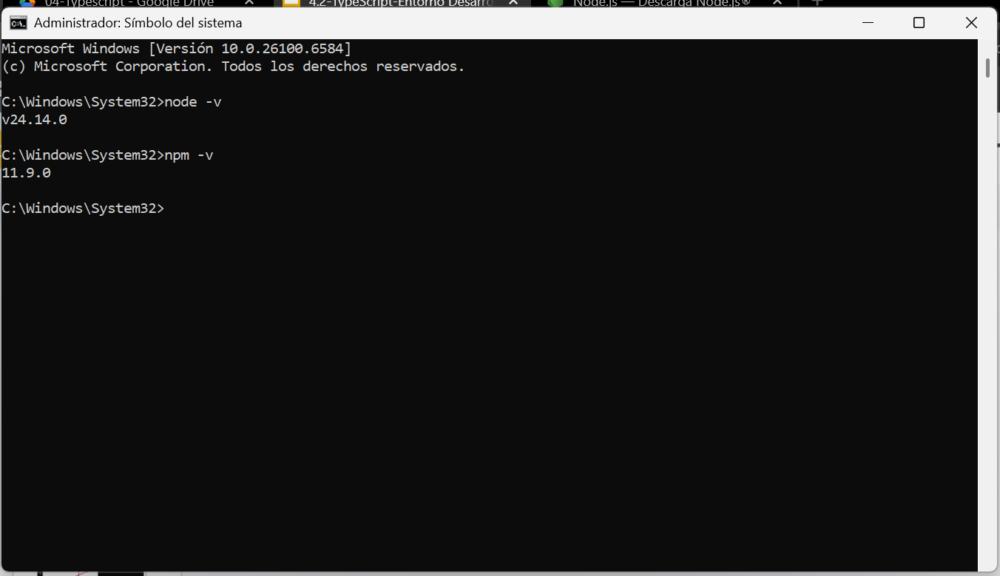 04-Typescript - Google Drive
4.2-TypeScript-Entorno Desarro
Node.js — Descarga Node.js®
Administrador: Símbolo del sistema
Microsoft Windows [Versión 10.0.26100.6584]
(c) Microsoft Corporation. Todos los derechos reservados.
C:\Windows\System32>node -v
v24.14.0
C:\Windows\System32>npm -v
11.9.0
C:\Windows\System32>